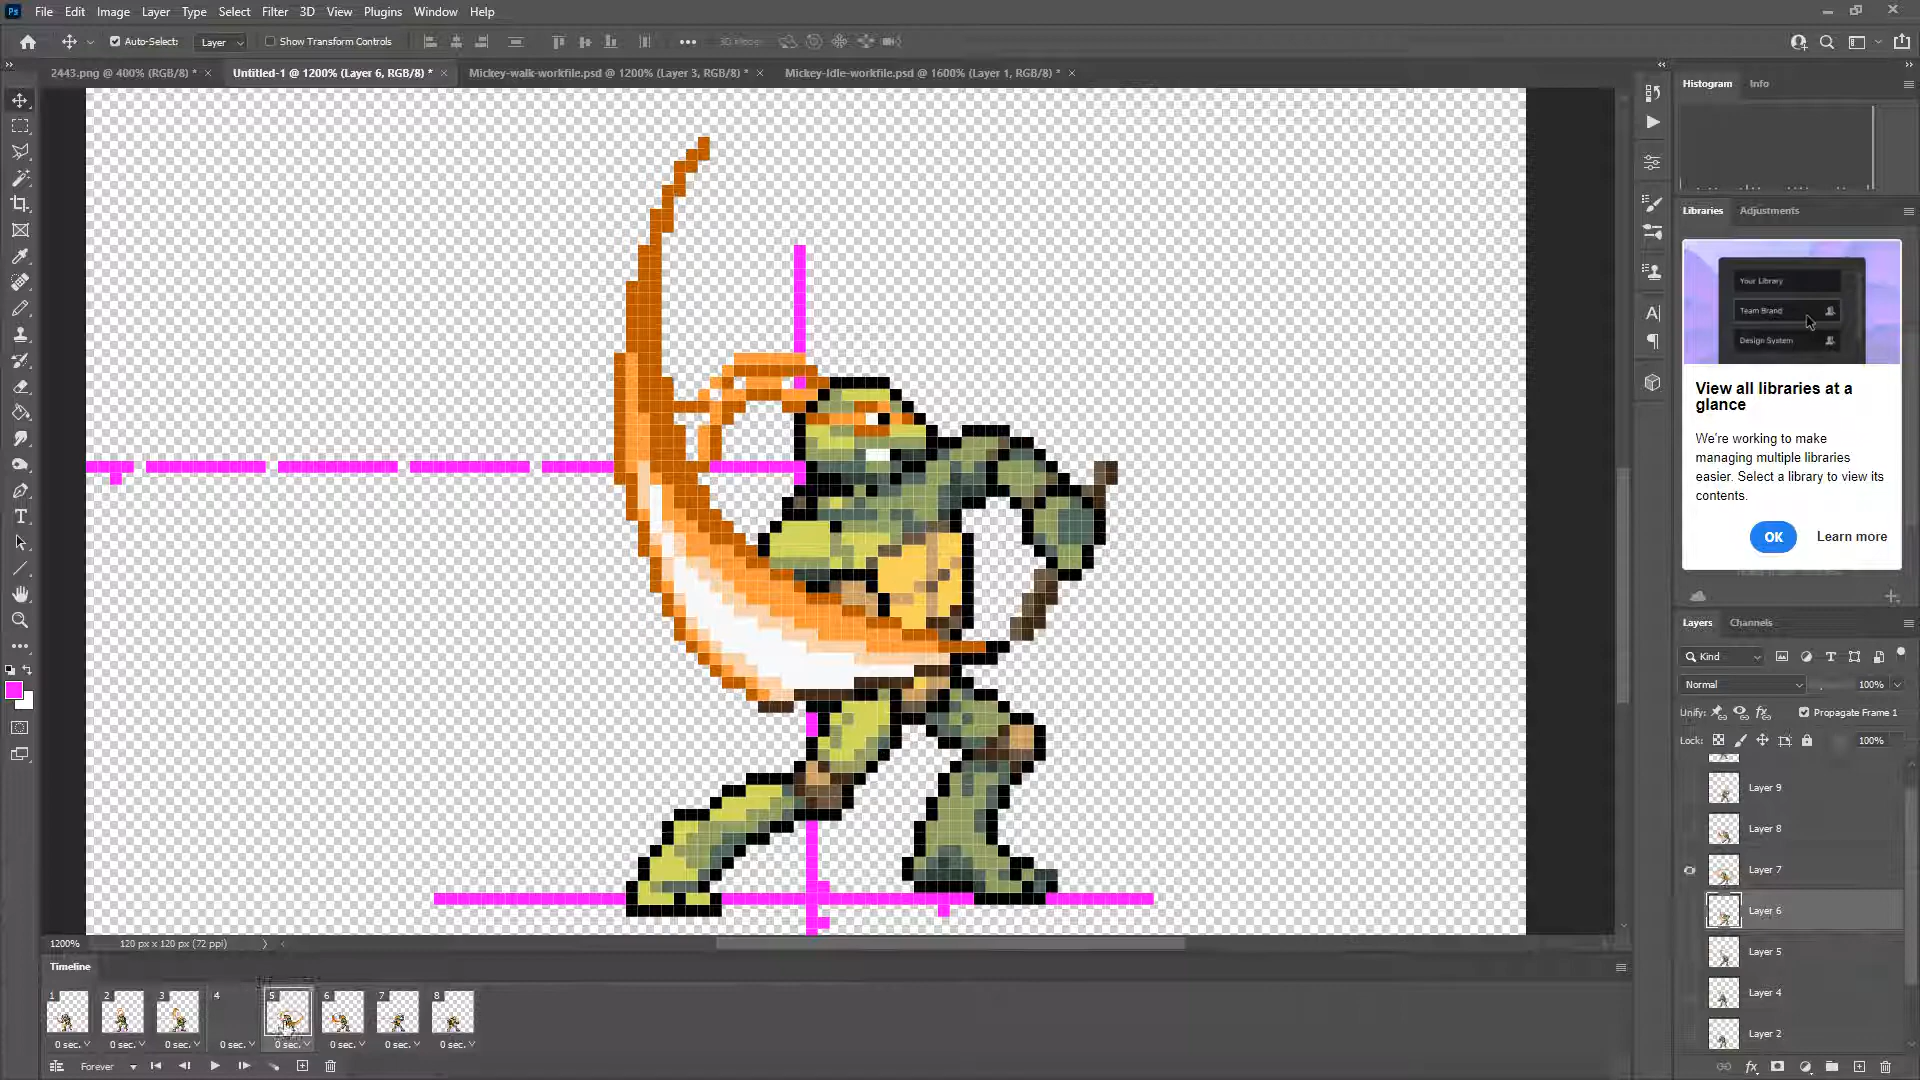 Ps File Edit Image Layer Type Select Filter 3D View Plugins Window Help
Auto-Select: Layer Show Transform Controls 3D Mode:
2443.png @ 400% (RGB/8) * × Untitled-1 @ 1200% (Layer 6, RGB/8) * × Mickey-walk-workfile.psd @ 1200% (Layer 3, RGB/8) * × Mickey-Idle-workfile.psd @ 1600% (Layer 1, RGB/8) * ×
Histogram Info
Libraries Adjustments
Your Library
Team Brand
Design System
View all libraries at a
glance
We're working to make
managing multiple libraries
easier. Select a library to view its
contents.
OK Learn more
Layers Channels
Kind
Normal 100%
Unify: Propagate Frame 1
Lock: 100%
Layer 9
Layer 8
Layer 7
Layer 6
Layer 5
Layer 4
Layer 2
1200% 120 px x 120 px (72 ppi)
Timeline
1 2 3 4 5 6 7 8
0 sec. 0 sec. 0 sec. 0 sec. 0 sec. 0 sec. 0 sec. 0 sec.
Forever